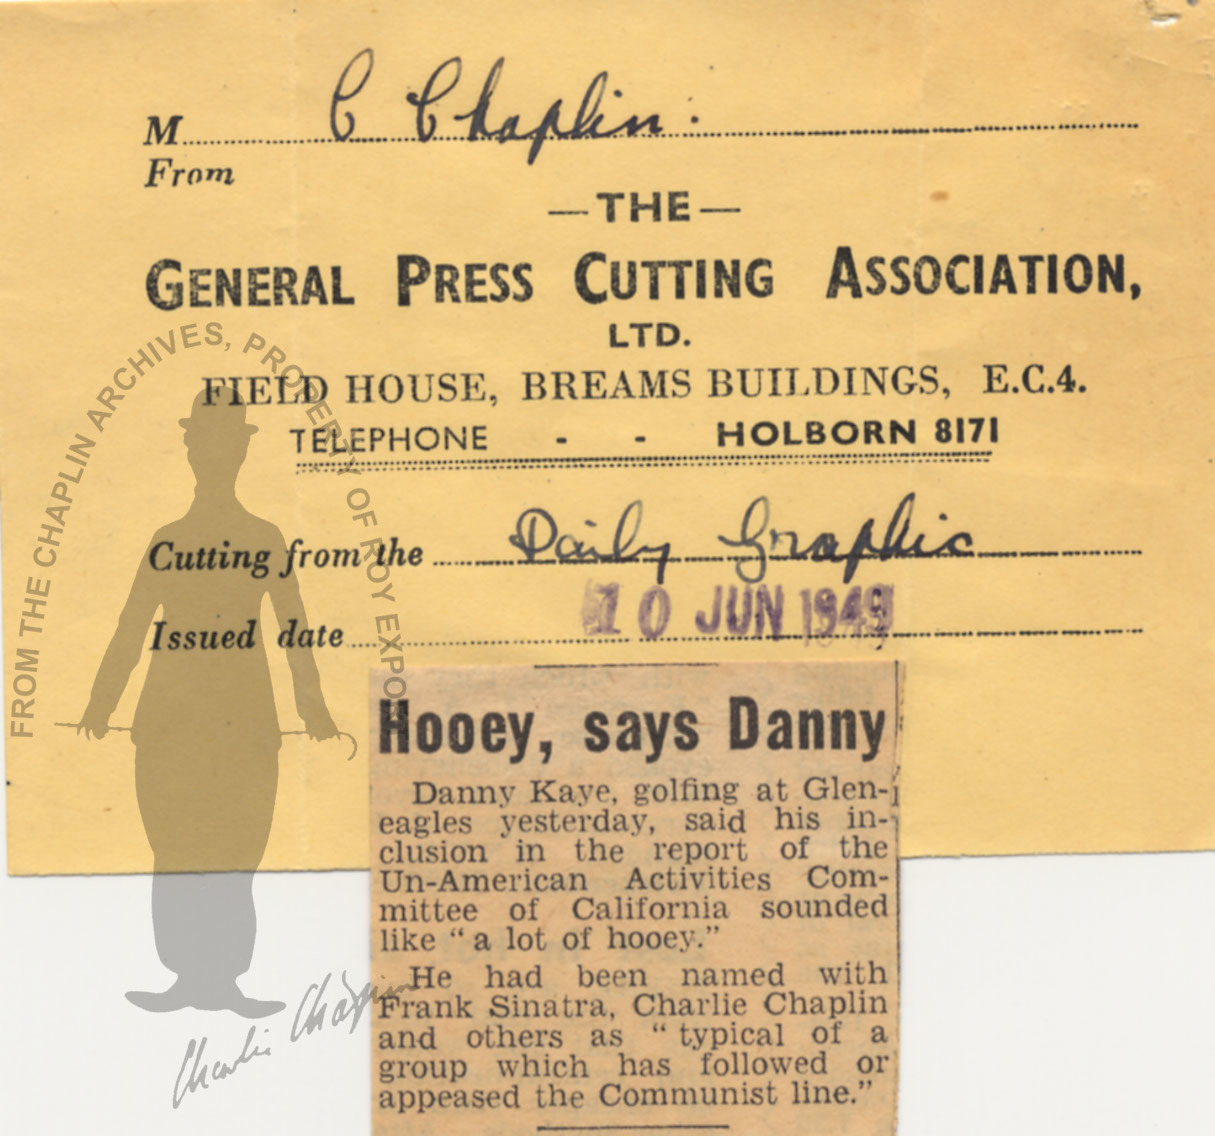 M C Chaplin.
From
— THE —
GENERAL PRESS CUTTING ASSOCIATION,
LTD.
FIELD HOUSE, BREAMS BUILDINGS, E.C.4.
TELEPHONE - - HOLBORN 8171
Cutting from the Daily Graphic
Issued date 10 JUN 1949
Hooey, says Danny
Danny Kaye, golfing at Glen-
eagles yesterday, said his in-
clusion in the report of the
Un-American Activities Com-
mittee of California sounded
like "a lot of hooey."
He had been named with
Frank Sinatra, Charlie Chaplin
and others as "typical of a
group which has followed or
appeased the Communist line."
FROM THE CHAPLIN ARCHIVES, PROPERTY OF ROY EXPO
Charlie Chaplin